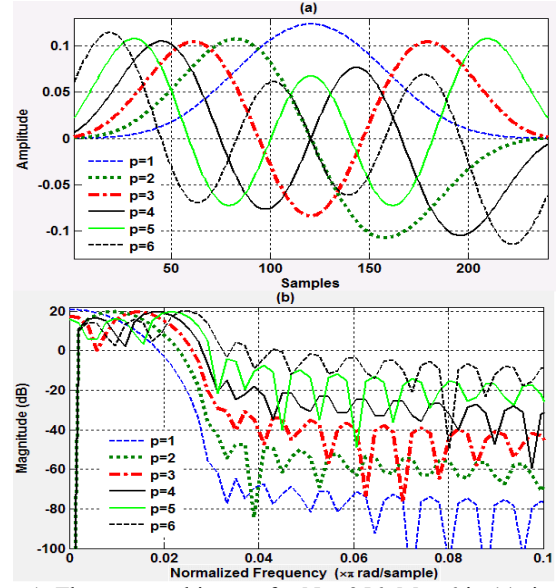 (a)
0.1
0.05
0
-0.05
-0.1
Amplitude
p=1
p=2
p=3
p=4
p=5
p=6
50
100
150
200
Samples
(b)
20
0
-20
-40
-60
-80
-100
Magnitude (dB)
p=1
p=2
p=3
p=4
p=5
p=6
0
0.02
0.04
0.06
0.08
0.1
Normalized Frequency (×π rad/sample)